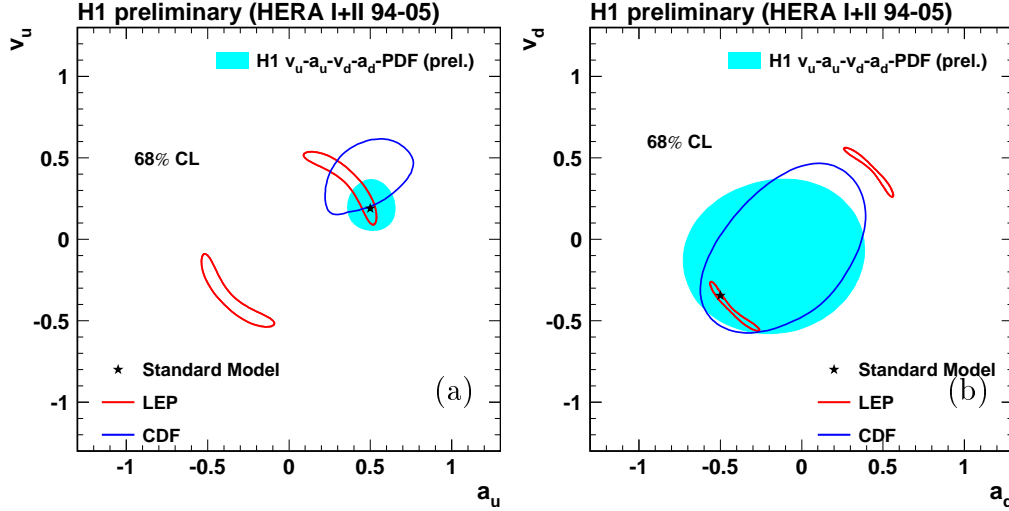 H1 preliminary (HERA I+II 94-05)
v_u
H1 v_u-a_u-v_d-a_d-PDF (prel.)
1
68% CL
0.5
0
-0.5
Standard Model
(a)
-1
LEP
CDF
-1 -0.5 0 0.5 1
a_u
H1 preliminary (HERA I+II 94-05)
v_d
H1 v_u-a_u-v_d-a_d-PDF (prel.)
1
68% CL
0.5
0
-0.5
Standard Model
(b)
-1
LEP
CDF
-1 -0.5 0 0.5 1
a_d